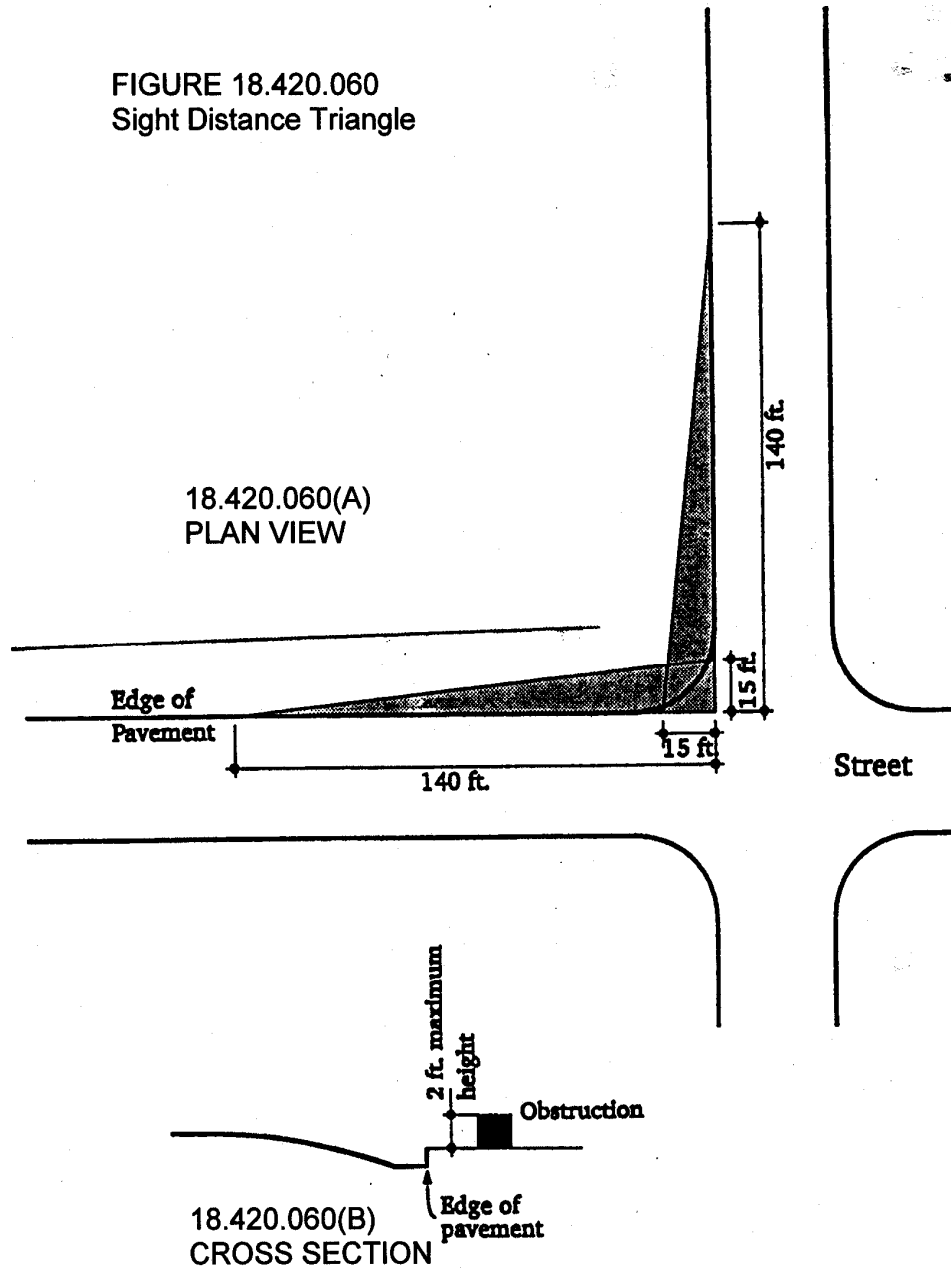 FIGURE 18.420.060
Sight Distance Triangle
140 ft.
18.420.060(A)
PLAN VIEW
15 ft.
Edge of
Pavement
15 ft.
140 ft.
Street
2 ft. maximum
height
Obstruction
Edge of
pavement
18.420.060(B)
CROSS SECTION